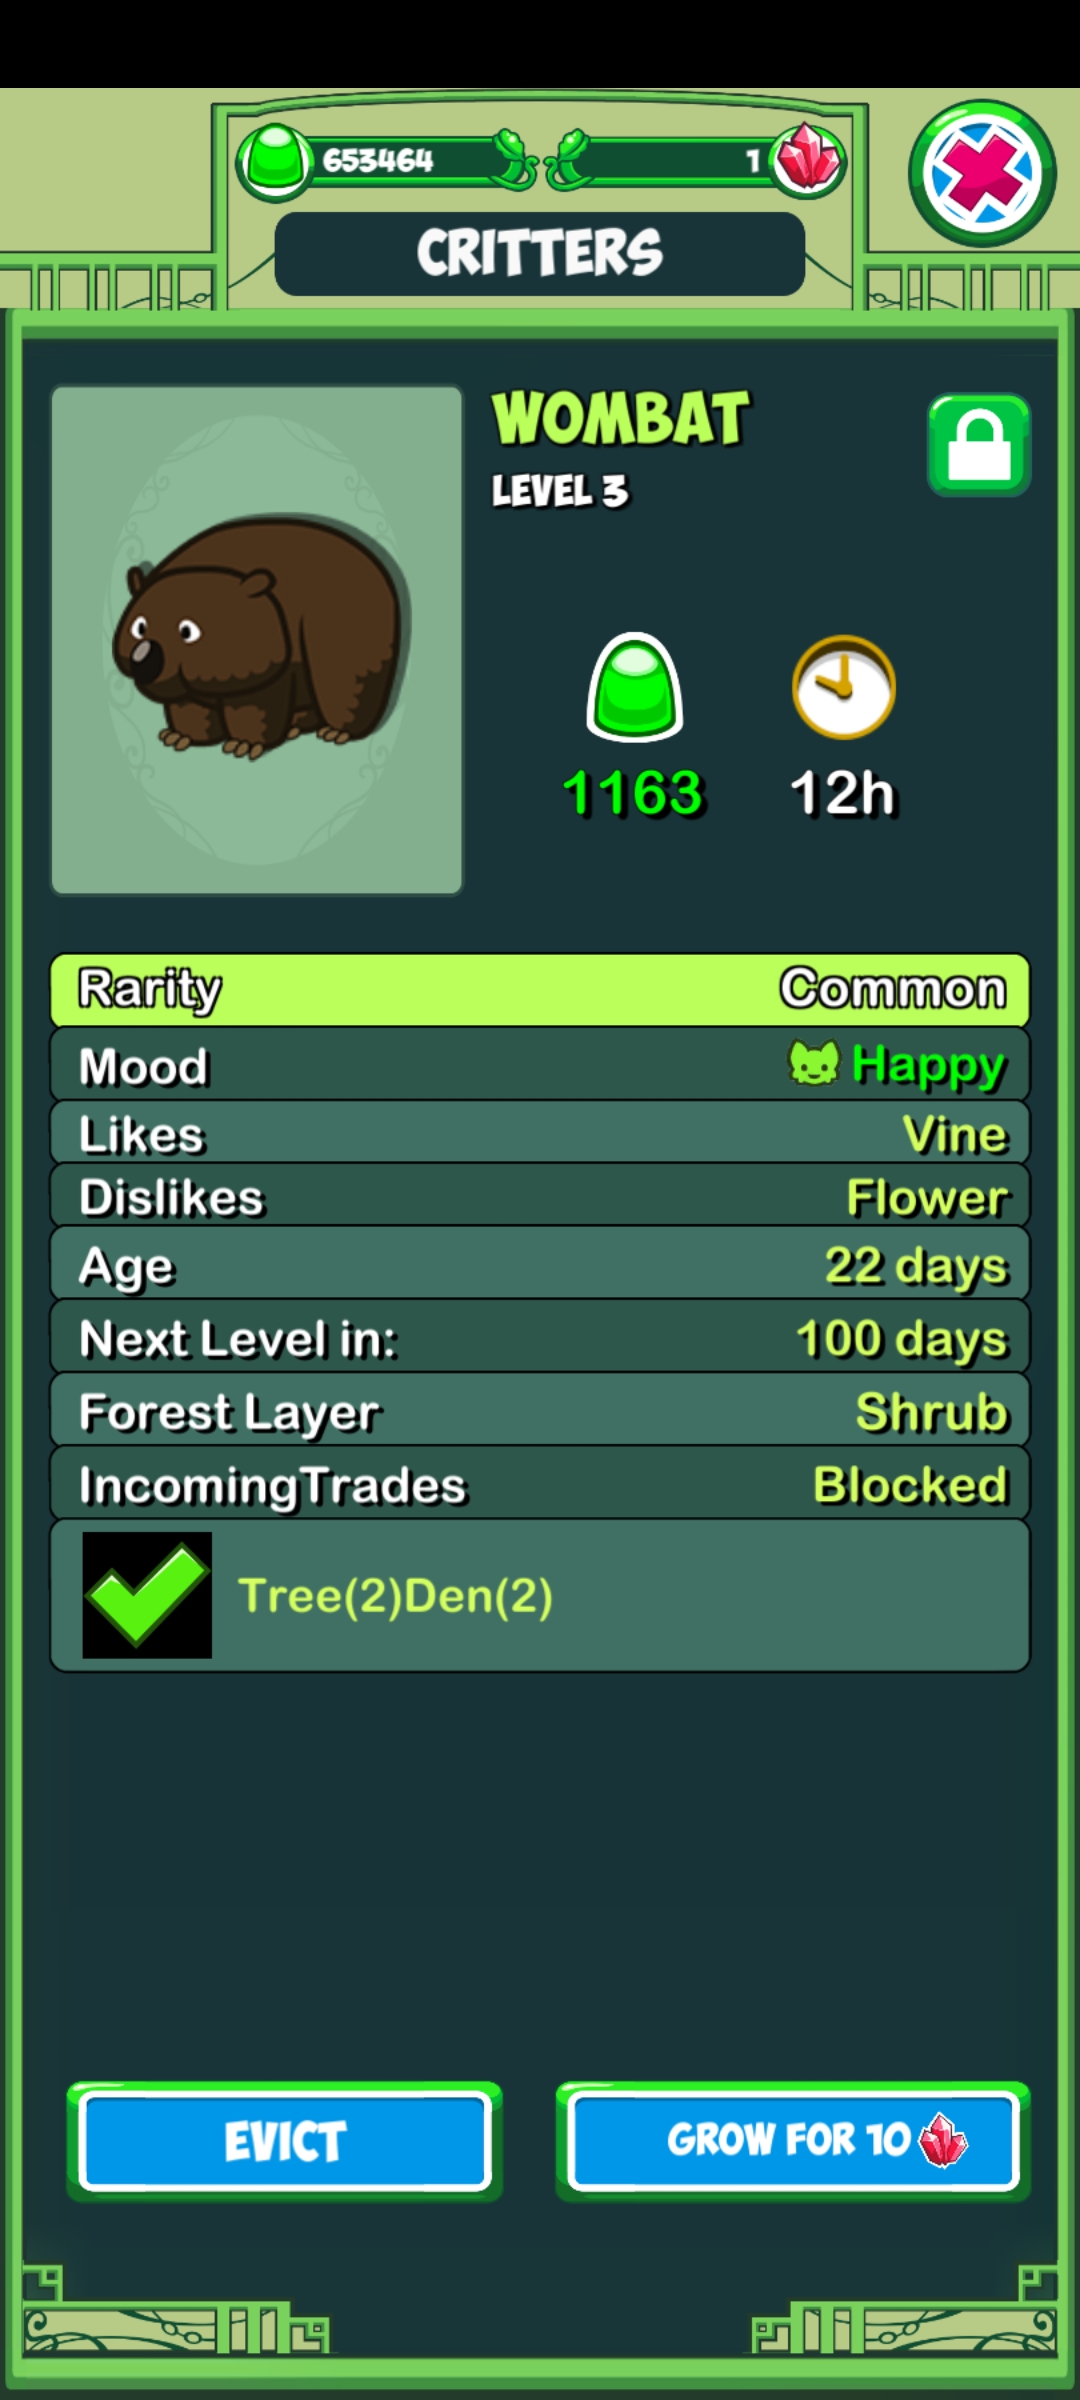 653464
1
CRITTERS
WOMBAT
LEVEL 3
1163
12h
Rarity Common
Mood Happy
Likes Vine
Dislikes Flower
Age 22 days
Next Level in: 100 days
Forest Layer Shrub
IncomingTrades Blocked
Tree(2)Den(2)
EVICT
GROW FOR 10